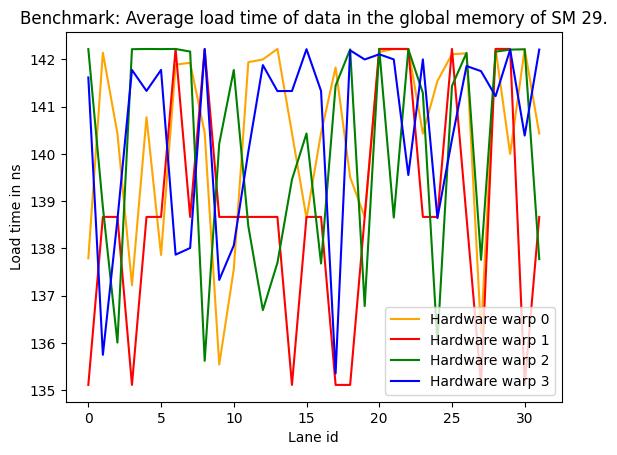 Benchmark: Average load time of data in the global memory of SM 29.
Load time in ns
142
141
140
139
138
137
136
135
0
5
10
15
20
25
30
Lane id
Hardware warp 0
Hardware warp 1
Hardware warp 2
Hardware warp 3